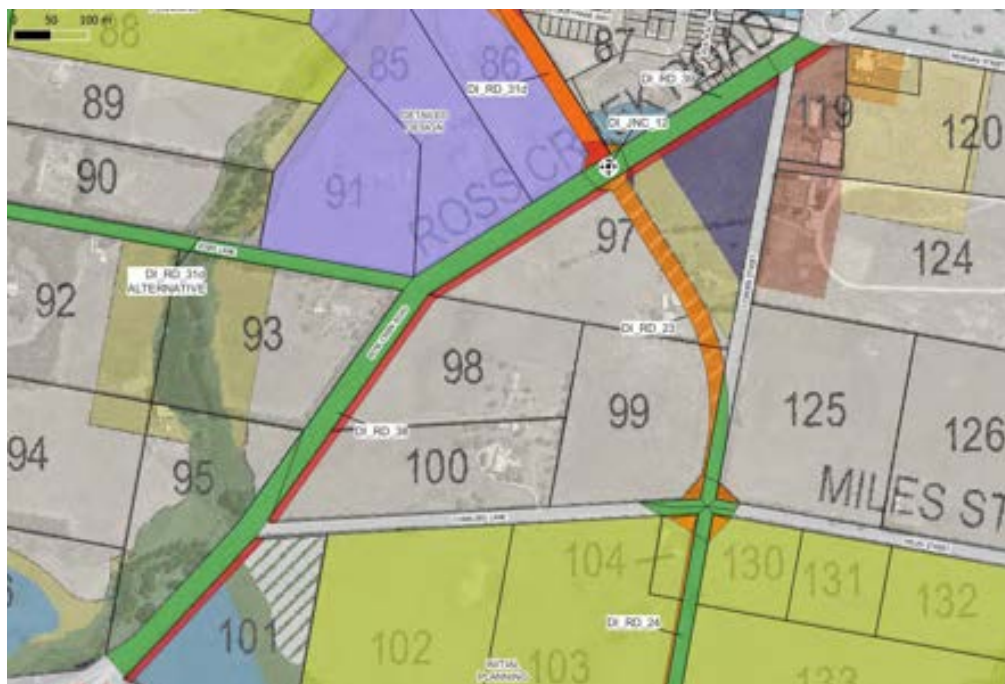 0 50 100 m
88
85
86
87
DI_RD_31d
ROSS CREEK ROAD
89
DETAILED
DESIGN
DI_JNC_12
119
120
90
91
97
124
92
DI_RD_31d
ALTERNATIVE
93
DI_RD_23
98
99
125
126
94
95
100
MILES ST
104
130
131
132
101
102
103
DI_RD_24
INITIAL
PLANNING
133